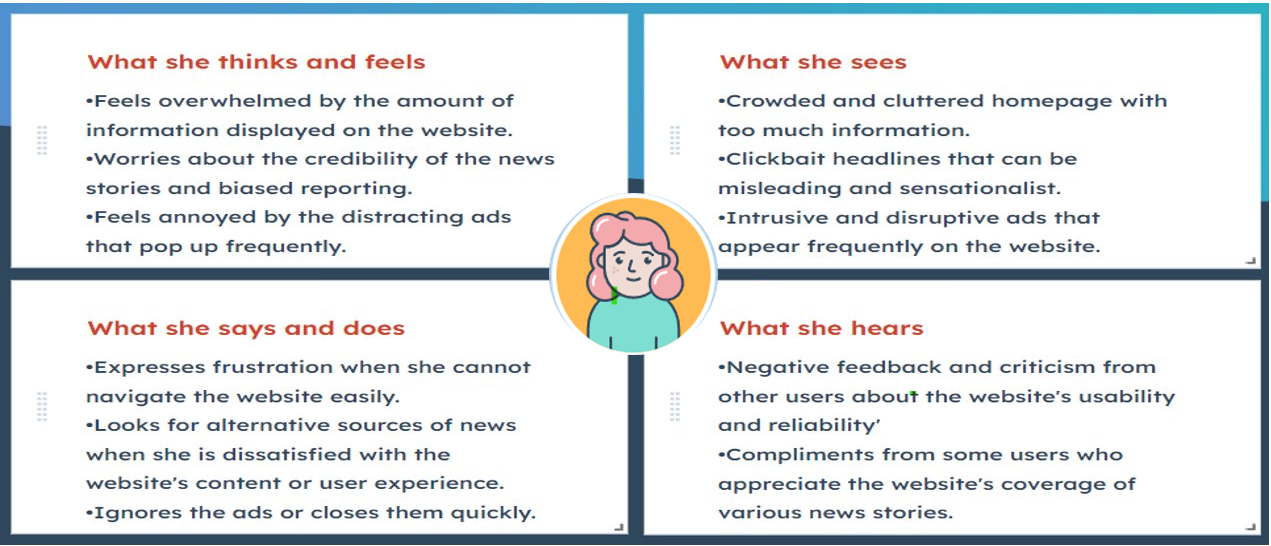 What she thinks and feels
•Feels overwhelmed by the amount of
information displayed on the website.
•Worries about the credibility of the news
stories and biased reporting.
•Feels annoyed by the distracting ads
that pop up frequently.
What she sees
•Crowded and cluttered homepage with
too much information.
•Clickbait headlines that can be
misleading and sensationalist.
•Intrusive and disruptive ads that
appear frequently on the website.
What she says and does
•Expresses frustration when she cannot
navigate the website easily.
•Looks for alternative sources of news
when she is dissatisfied with the
website's content or user experience.
•Ignores the ads or closes them quickly.
What she hears
•Negative feedback and criticism from
other users about the website's usability
and reliability'
•Compliments from some users who
appreciate the website's coverage of
various news stories.